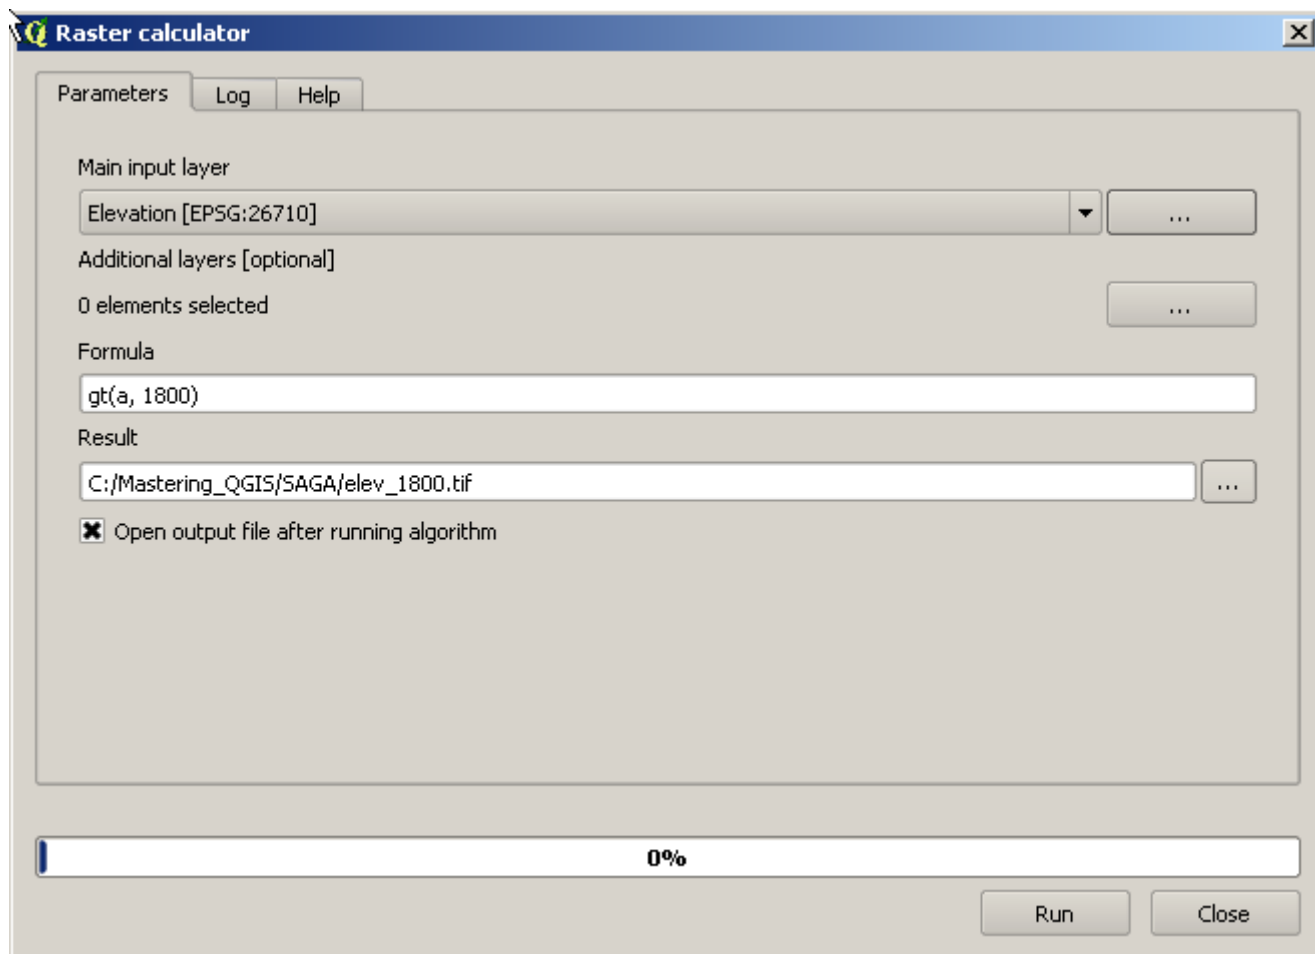 Raster calculator
Parameters Log Help
Main input layer
Elevation [EPSG:26710]
...
Additional layers [optional]
0 elements selected
...
Formula
gt(a, 1800)
Result
C:/Mastering_QGIS/SAGA/elev_1800.tif
...
Open output file after running algorithm
0%
Run Close